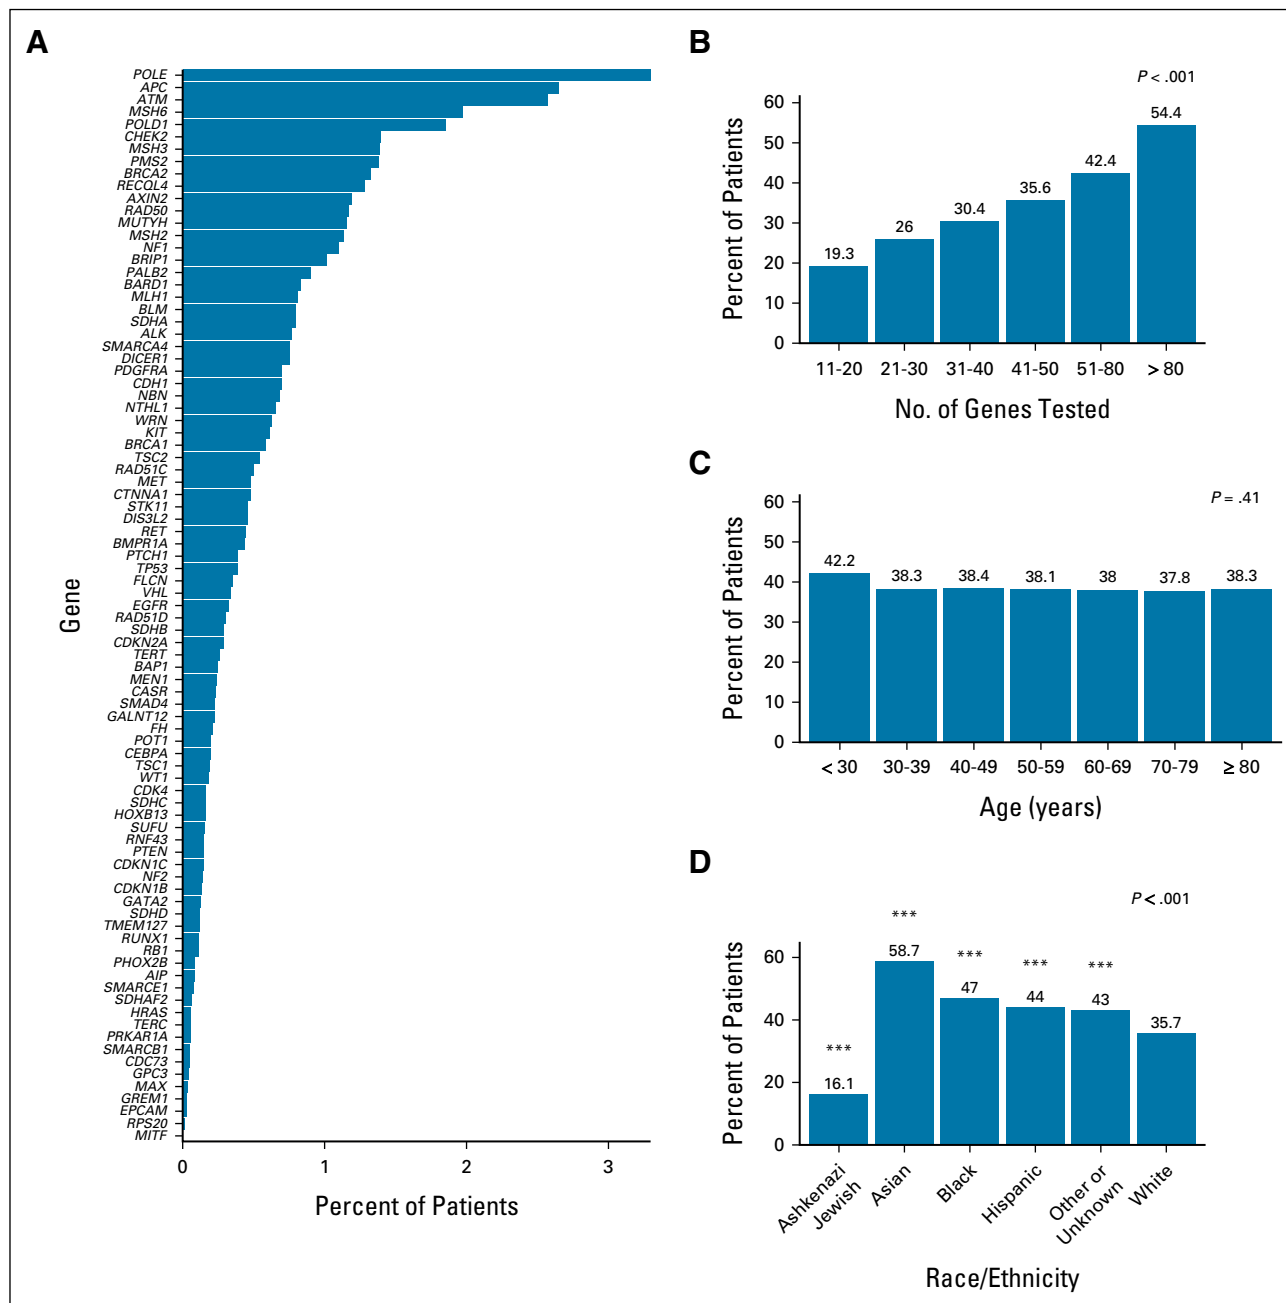 A
POLE
APC
ATM
MSH6
POLD1
CHEK2
MSH3
PMS2
BRCA2
RECQL4
AXIN2
RAD50
MUTYH
MSH2
NF1
BRIP1
PALB2
BARD1
MLH1
BLM
SDHA
ALK
SMARCA4
DICER1
PDGFRA
CDH1
NBN
NTHL1
WRN
KIT
BRCA1
TSC2
RAD51C
MET
CTNNA1
STK11
DIS3L2
RET
BMPR1A
PTCH1
TP53
FLCN
VHL
EGFR
RAD51D
SDHB
CDKN2A
TERT
BAP1
MEN1
CASR
SMAD4
GALNT12
FH
POT1
CEBPA
TSC1
WT1
CDK4
SDHC
HOXB13
SUFU
RNF43
PTEN
CDKN1C
NF2
CDKN1B
GATA2
SDHD
TMEM127
RUNX1
RB1
PHOX2B
AIP
SMARCE1
SDHAF2
HRAS
TERC
PRKAR1A
SMARCB1
CDC73
GPC3
MAX
GREM1
EPCAM
RPS20
MITF
Gene
0 1 2 3
Percent of Patients
B
P < .001
Percent of Patients
60
50
40
30
20
10
0
19.3 26 30.4 35.6 42.4 54.4
11-20 21-30 31-40 41-50 51-80 > 80
No. of Genes Tested
C
P = .41
Percent of Patients
60
50
40
30
20
10
0
42.2 38.3 38.4 38.1 38 37.8 38.3
< 30 30-39 40-49 50-59 60-69 70-79 ≥ 80
Age (years)
D
P < .001
Percent of Patients
60
40
20
0
*** *** *** *** ***
16.1 58.7 47 44 43 35.7
Ashkenazi
Jewish
Asian
Black
Hispanic
Other or
Unknown
White
Race/Ethnicity